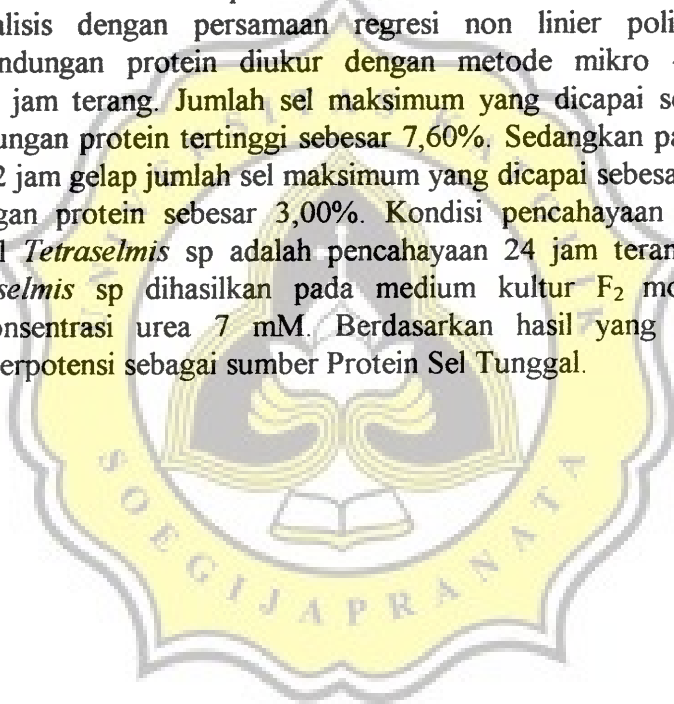 alisis dengan persamaan regresi non linier poli
ndungan protein diukur dengan metode mikro -
jam terang. Jumlah sel maksimum yang dicapai se
ungan protein tertinggi sebesar 7,60%. Sedangkan pa
2 jam gelap jumlah sel maksimum yang dicapai sebesa
gan protein sebesar 3,00%. Kondisi pencahayaan
l Tetraselmis sp adalah pencahayaan 24 jam teran
selmis sp dihasilkan pada medium kultur F₂ mo
onsentrasi urea 7 mM. Berdasarkan hasil yang
erpotensi sebagai sumber Protein Sel Tunggal.
SOEGIJAPRANATA